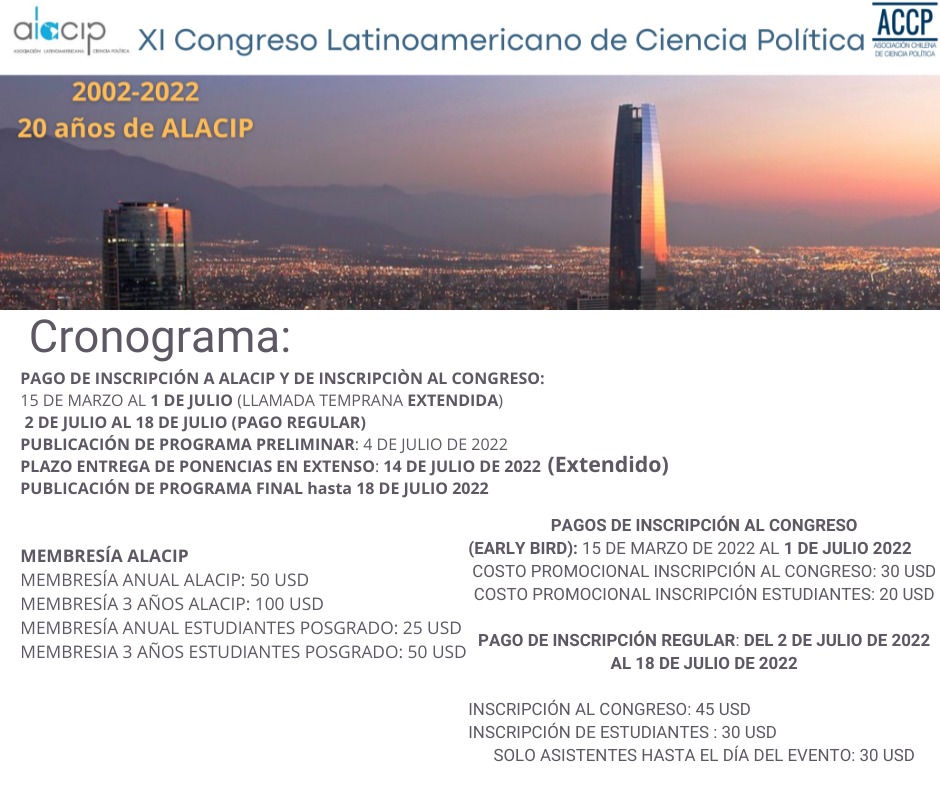 alacip
ASOCIACIÓN LATINOAMERICANA DE CIENCIA POLÍTICA
XI Congreso Latinoamericano de Ciencia Política
ACCP
ASOCIACIÓN CHILENA
DE CIENCIA POLÍTICA
2002-2022
20 años de ALACIP
Cronograma:
PAGO DE INSCRIPCIÓN A ALACIP Y DE INSCRIPCIÒN AL CONGRESO:
15 DE MARZO AL 1 DE JULIO (LLAMADA TEMPRANA EXTENDIDA)
2 DE JULIO AL 18 DE JULIO (PAGO REGULAR)
PUBLICACIÓN DE PROGRAMA PRELIMINAR: 4 DE JULIO DE 2022
PLAZO ENTREGA DE PONENCIAS EN EXTENSO: 14 DE JULIO DE 2022 (Extendido)
PUBLICACIÓN DE PROGRAMA FINAL hasta 18 DE JULIO 2022
MEMBRESÍA ALACIP
MEMBRESÍA ANUAL ALACIP: 50 USD
MEMBRESÍA 3 AÑOS ALACIP: 100 USD
MEMBRESÍA ANUAL ESTUDIANTES POSGRADO: 25 USD
MEMBRESIA 3 AÑOS ESTUDIANTES POSGRADO: 50 USD
PAGOS DE INSCRIPCIÓN AL CONGRESO
(EARLY BIRD): 15 DE MARZO DE 2022 AL 1 DE JULIO 2022
COSTO PROMOCIONAL INSCRIPCIÓN AL CONGRESO: 30 USD
COSTO PROMOCIONAL INSCRIPCIÓN ESTUDIANTES: 20 USD
PAGO DE INSCRIPCIÓN REGULAR: DEL 2 DE JULIO DE 2022
AL 18 DE JULIO DE 2022
INSCRIPCIÓN AL CONGRESO: 45 USD
INSCRIPCIÓN DE ESTUDIANTES : 30 USD
SOLO ASISTENTES HASTA EL DÍA DEL EVENTO: 30 USD